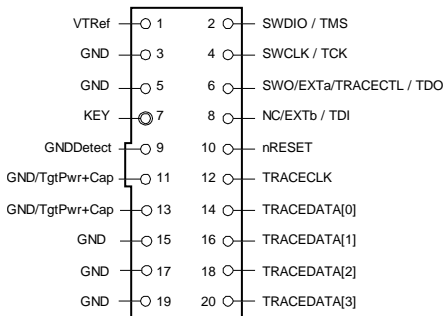 VTRef 1 2 SWDIO / TMS
GND 3 4 SWCLK / TCK
GND 5 6 SWO/EXTa/TRACECTL / TDO
KEY 7 8 NC/EXTb / TDI
GNDDetect 9 10 nRESET
GND/TgtPwr+Cap 11 12 TRACECLK
GND/TgtPwr+Cap 13 14 TRACEDATA[0]
GND 15 16 TRACEDATA[1]
GND 17 18 TRACEDATA[2]
GND 19 20 TRACEDATA[3]